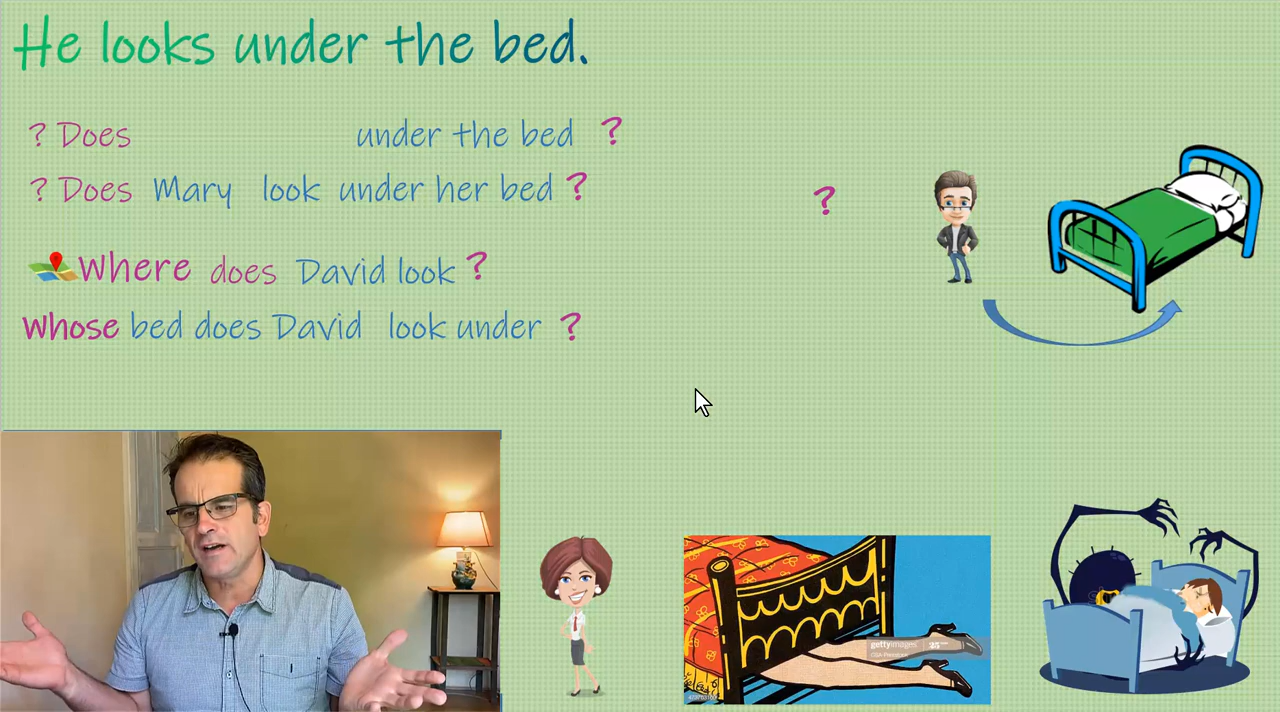 He looks under the bed.
? Does under the bed ?
? Does Mary look under her bed ?
?
Where does David look ?
Whose bed does David look under ?
gettyimages